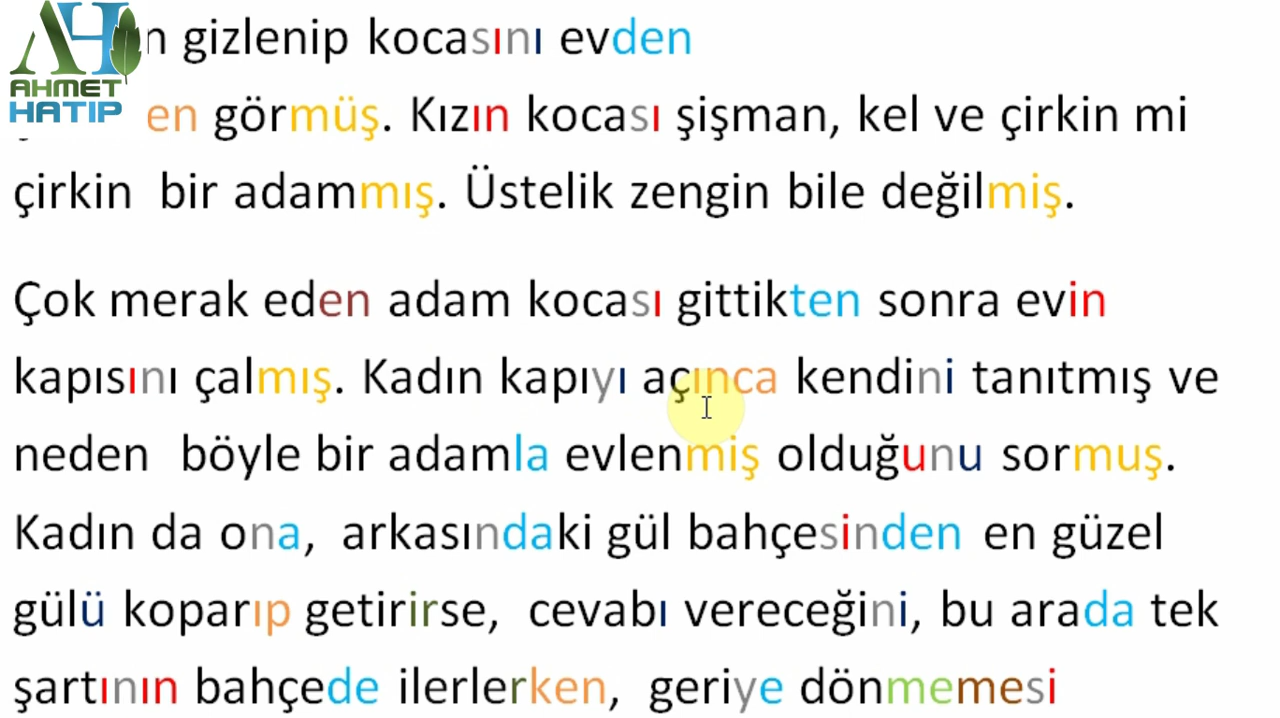 AHMET
HATIP
gizlenip kocasını evden
görmüş. Kızın kocası şişman, kel ve çirkin mi
çirkin bir adammış. Üstelik zengin bile değilmiş.
Çok merak eden adam kocası gittikten sonra evin
kapısını çalmış. Kadın kapıyı açınca kendini tanıtmış ve
neden böyle bir adamla evlenmiş olduğunu sormuş.
Kadın da ona, arkasındaki gül bahçesinden en güzel
gülü koparıp getirirse, cevabı vereceğini, bu arada tek
şartının bahçede ilerlerken, geriye dönmemesi